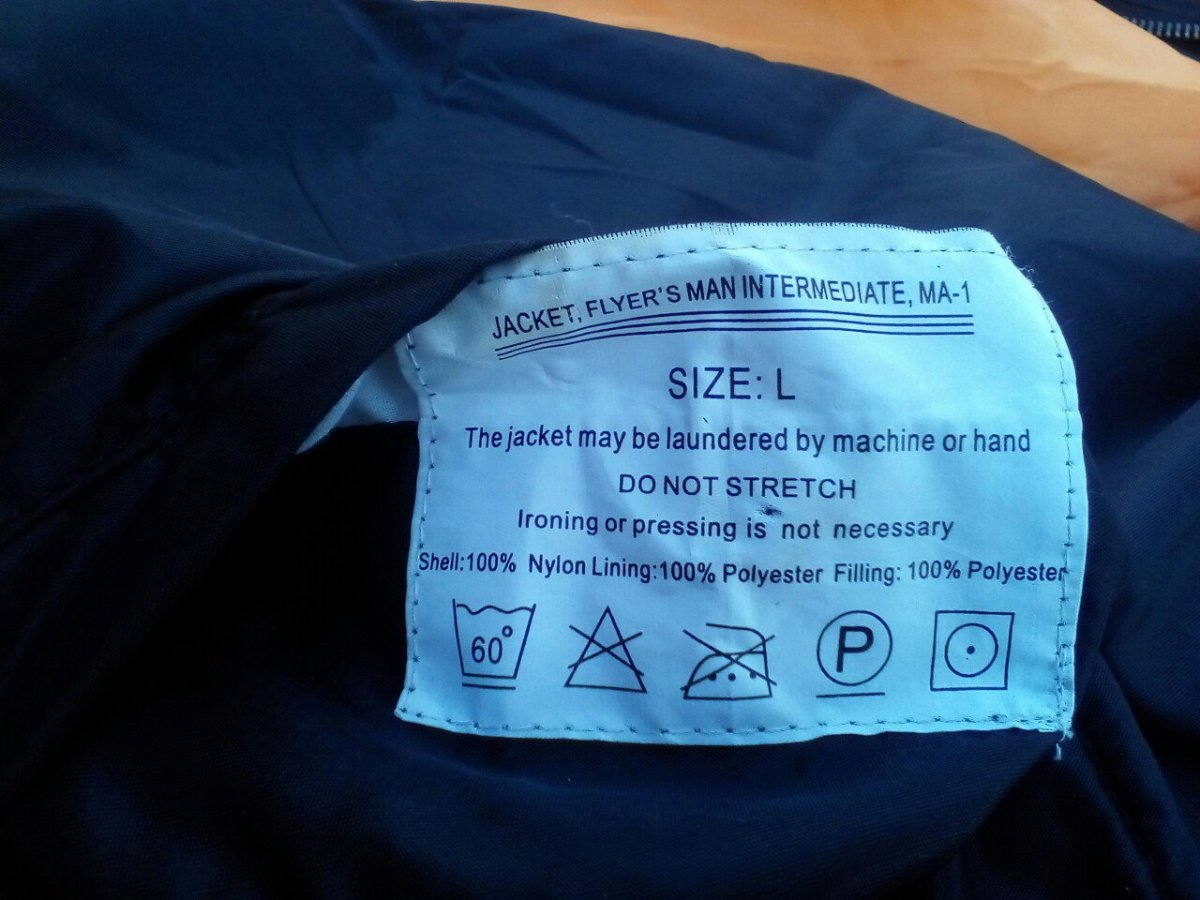 JACKET, FLYER'S MAN INTERMEDIATE, MA-1
SIZE: L
The jacket may be laundered by machine or hand
DO NOT STRETCH
Ironing or pressing is not necessary
Shell:100% Nylon Lining:100% Polyester Filling: 100% Polyester
60° P